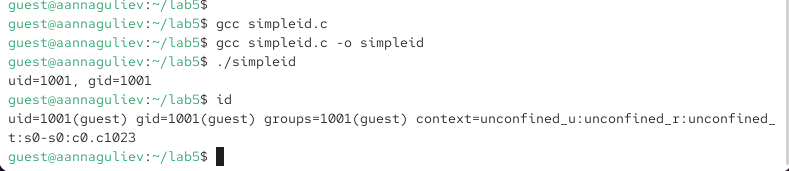 guest@aannaguliev:~/lab5$
guest@aannaguliev:~/lab5$ gcc simpleid.c
guest@aannaguliev:~/lab5$ gcc simpleid.c -o simpleid
guest@aannaguliev:~/lab5$ ./simpleid
uid=1001, gid=1001
guest@aannaguliev:~/lab5$ id
uid=1001(guest) gid=1001(guest) groups=1001(guest) context=unconfined_u:unconfined_r:unconfined_
t:s0-s0:c0.c1023
guest@aannaguliev:~/lab5$